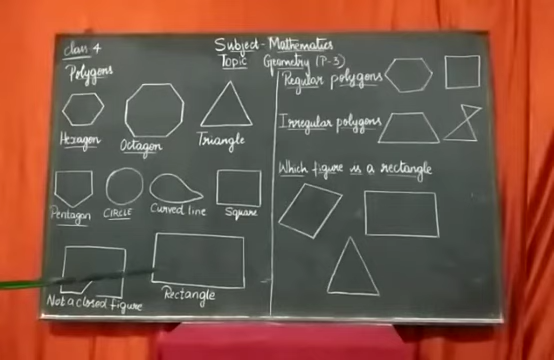 class-4
Subject-Mathematics
Topic Geometry (P-3)
Polygons
Hexagon
Octagon
Triangle
Pentagon
CIRCLE
Curved line
Square
Not a closed figure
Rectangle
Regular polygons
Irregular polygons
Which figure is a rectangle